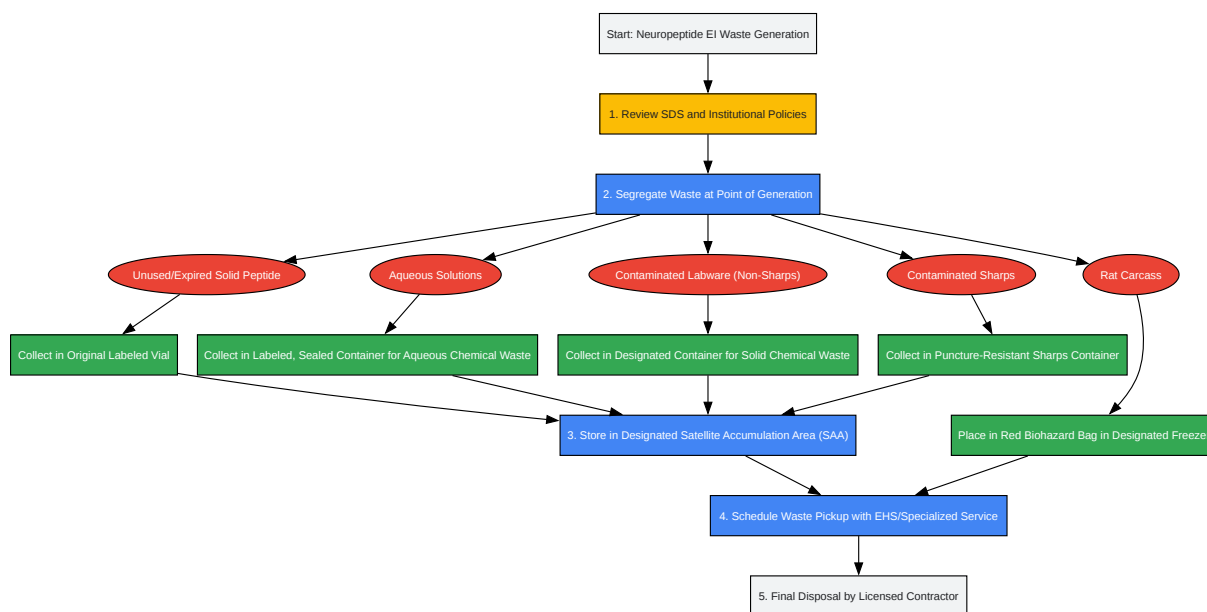 Start: Neuropeptide EI Waste Generation
1. Review SDS and Institutional Policies
2. Segregate Waste at Point of Generation
Unused/Expired Solid Peptide
Aqueous Solutions
Contaminated Labware (Non-Sharps)
Contaminated Sharps
Rat Carcass
Collect in Original Labeled Vial
Collect in Labeled, Sealed Container for Aqueous Chemical Waste
Collect in Designated Container for Solid Chemical Waste
Collect in Puncture-Resistant Sharps Container
3. Store in Designated Satellite Accumulation Area (SAA)
Place in Red Biohazard Bag in Designated Freeze
4. Schedule Waste Pickup with EHS/Specialized Service
5. Final Disposal by Licensed Contractor